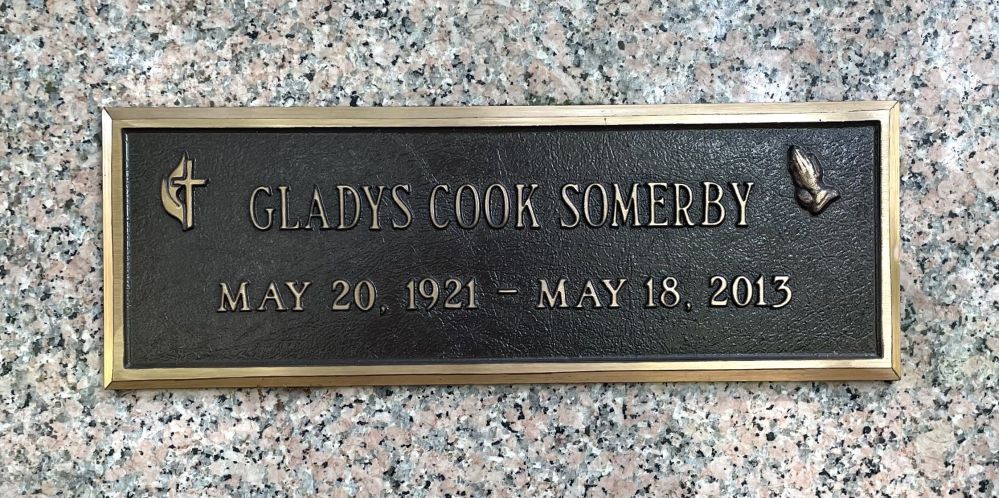 GLADYS COOK SOMERBY
MAY 20, 1921 – MAY 18, 2013